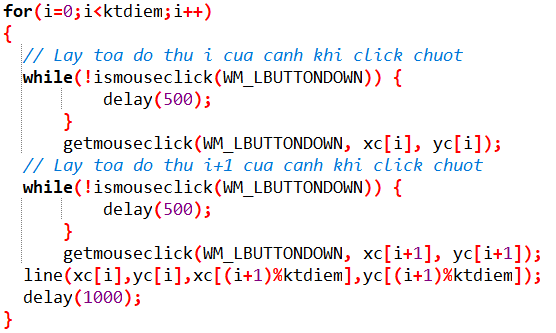 for(i=0;i<ktdiem;i++)
{
// Lay toa do thu i cua canh khi click chuot
while(!ismouseclick(WM_LBUTTONDOWN)) {
delay(500);
}
getmouseclick(WM_LBUTTONDOWN, xc[i], yc[i]);
// Lay toa do thu i+1 cua canh khi click chuot
while(!ismouseclick(WM_LBUTTONDOWN)) {
delay(500);
}
getmouseclick(WM_LBUTTONDOWN, xc[i+1], yc[i+1]);
line(xc[i],yc[i],xc[(i+1)%ktdiem],yc[(i+1)%ktdiem]);
delay(1000);
}